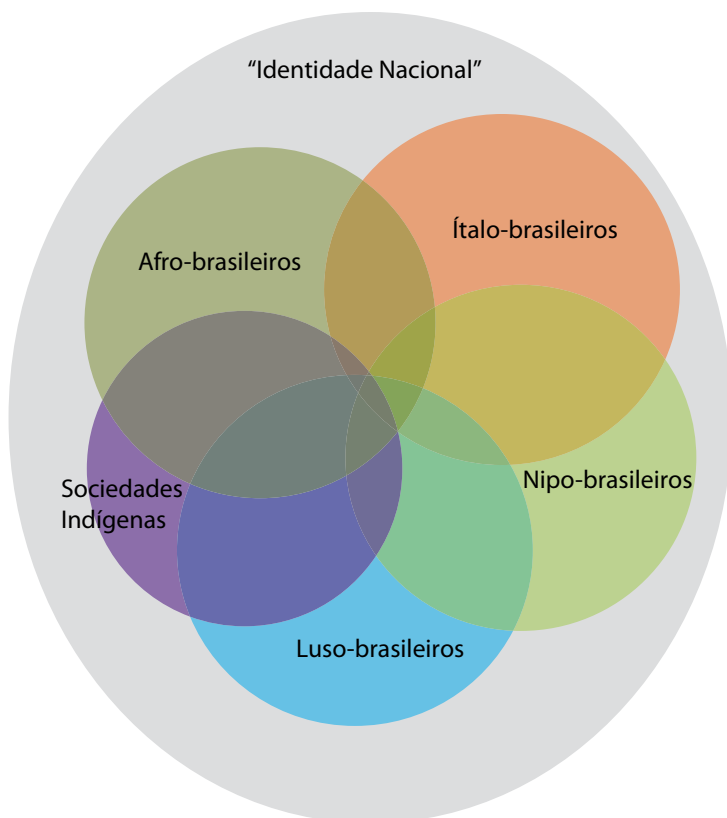 “Identidade Nacional”
Ítalo-brasileiros
Afro-brasileiros
Nipo-brasileiros
Sociedades
Indígenas
Luso-brasileiros